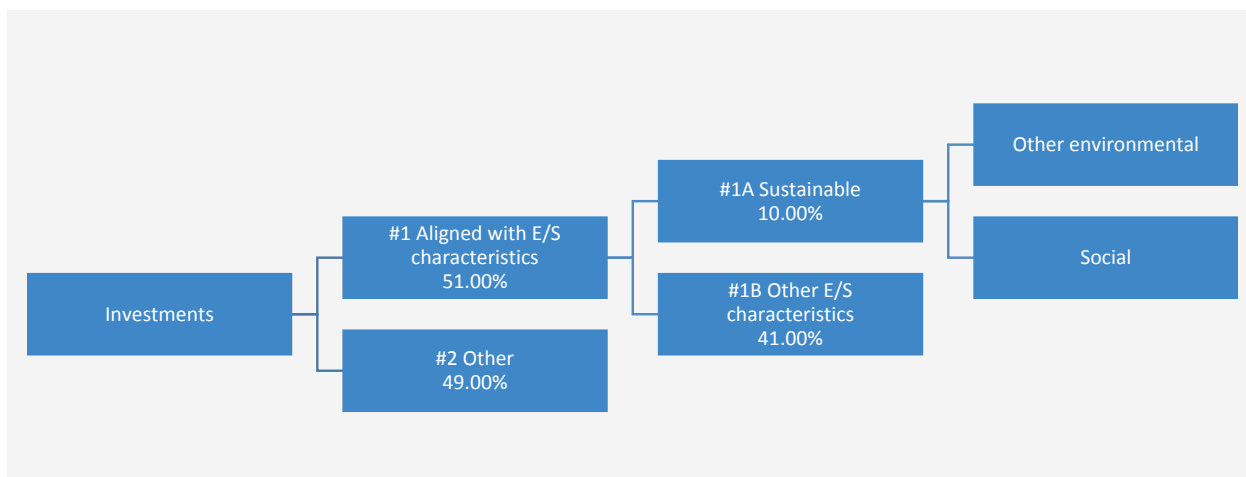 Investments
#1 Aligned with E/S
characteristics
51.00%
#2 Other
49.00%
#1A Sustainable
10.00%
#1B Other E/S
characteristics
41.00%
Other environmental
Social